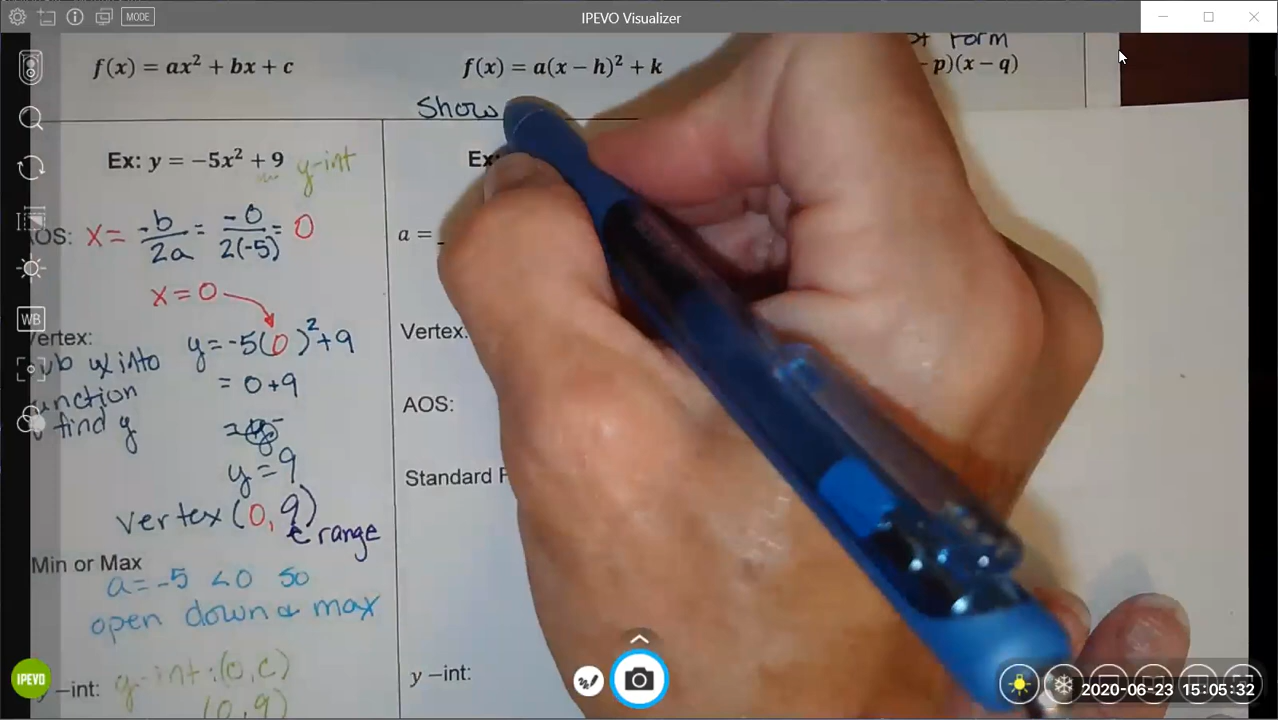 MODE
IPEVO Visualizer
Form
f(x) = ax² + bx + c
f(x) = a(x − h)² + k
p)(x − q)
Show
Ex: y = −5x² + 9
y-int
Ex:
AOS: x = -b/2a = -0/2(-5) = 0
a =
x = 0
Vertex: y = -5(0)² + 9
Vertex:
sub x into
function
= 0 + 9
AOS:
find y
y = 9
Standard F
vertex (0, 9)
range
Min or Max
a = -5 < 0 so
open down & max
y −int: y-int: (0, c)
(0, 9)
y −int:
WB
IPEVO
2020-06-23 15:05:32